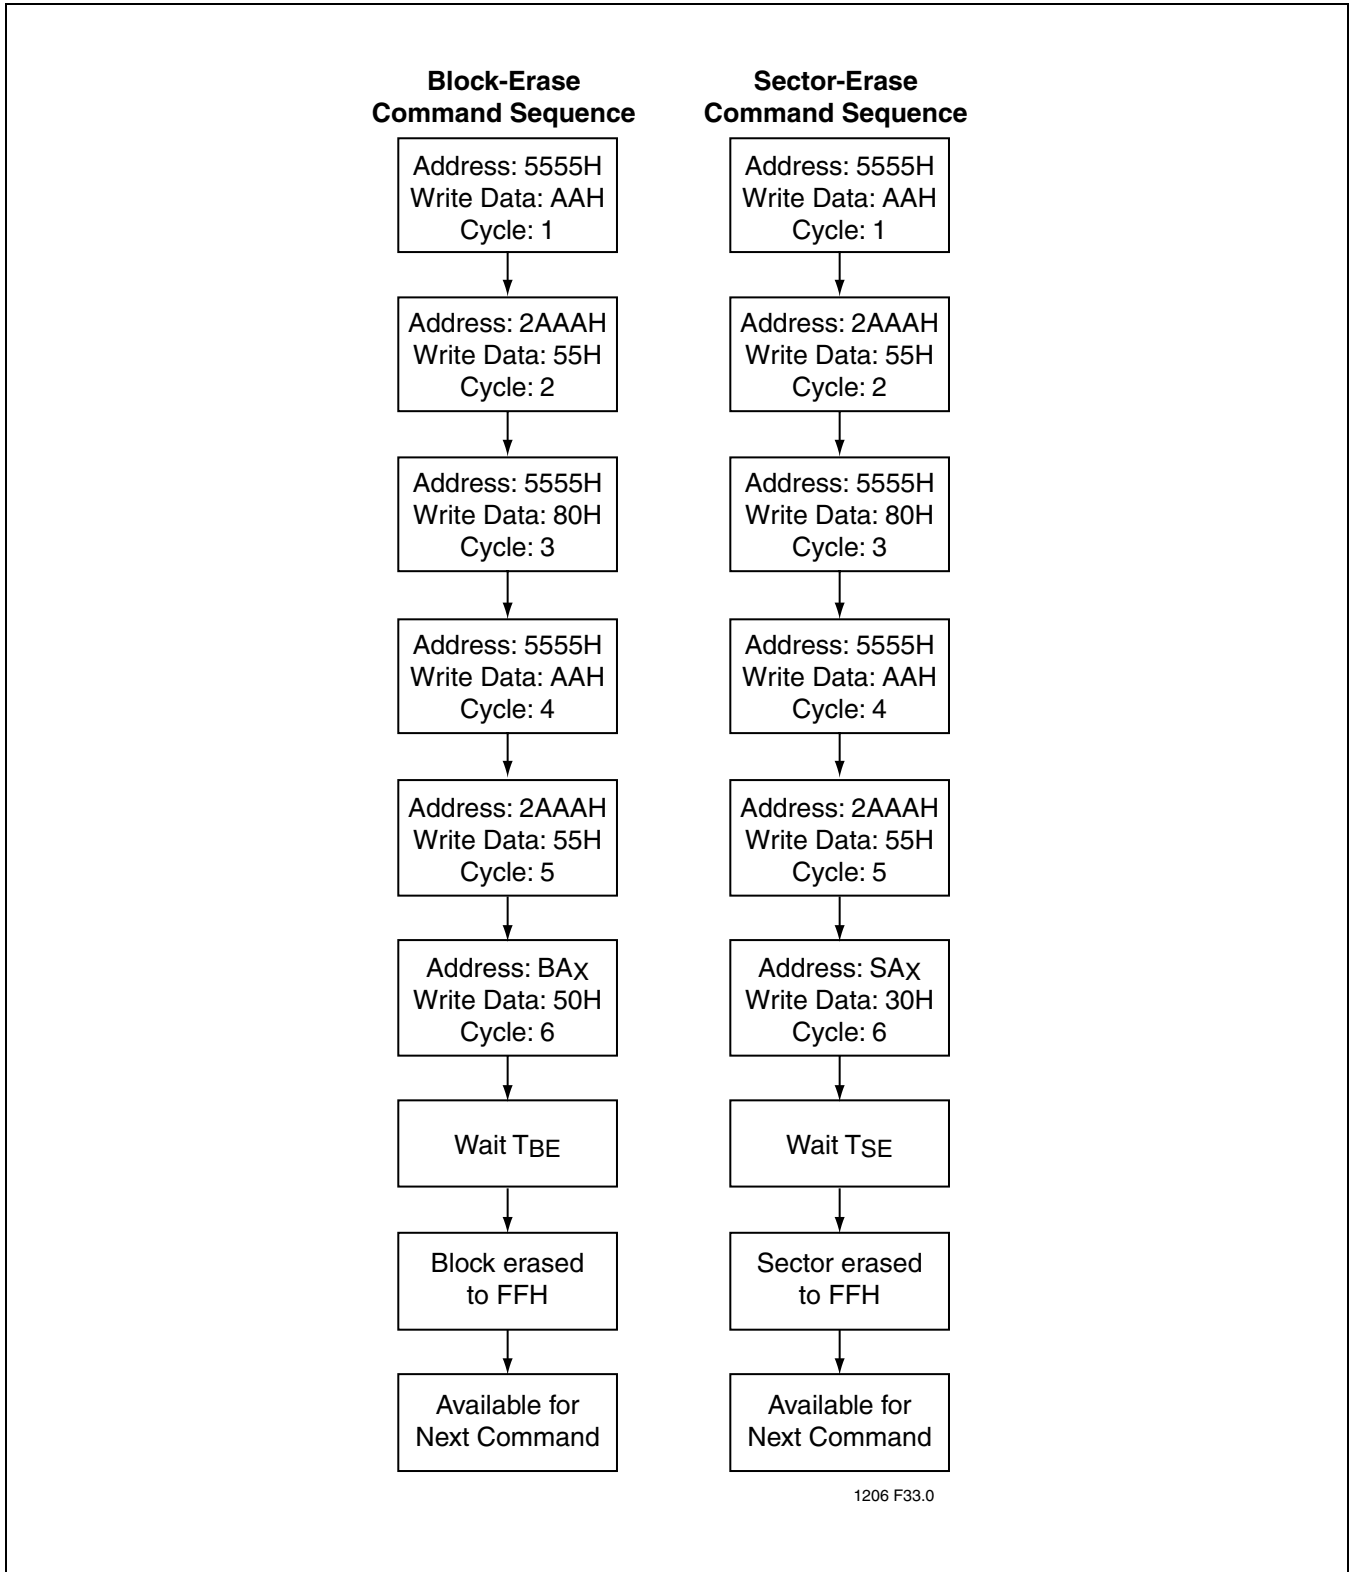 Block-Erase
Command Sequence
Address: 5555H
Write Data: AAH
Cycle: 1
Address: 2AAAH
Write Data: 55H
Cycle: 2
Address: 5555H
Write Data: 80H
Cycle: 3
Address: 5555H
Write Data: AAH
Cycle: 4
Address: 2AAAH
Write Data: 55H
Cycle: 5
Address: BAX
Write Data: 50H
Cycle: 6
Wait TBE
Block erased
to FFH
Available for
Next Command
Sector-Erase
Command Sequence
Address: 5555H
Write Data: AAH
Cycle: 1
Address: 2AAAH
Write Data: 55H
Cycle: 2
Address: 5555H
Write Data: 80H
Cycle: 3
Address: 5555H
Write Data: AAH
Cycle: 4
Address: 2AAAH
Write Data: 55H
Cycle: 5
Address: SAX
Write Data: 30H
Cycle: 6
Wait TSE
Sector erased
to FFH
Available for
Next Command
1206 F33.0